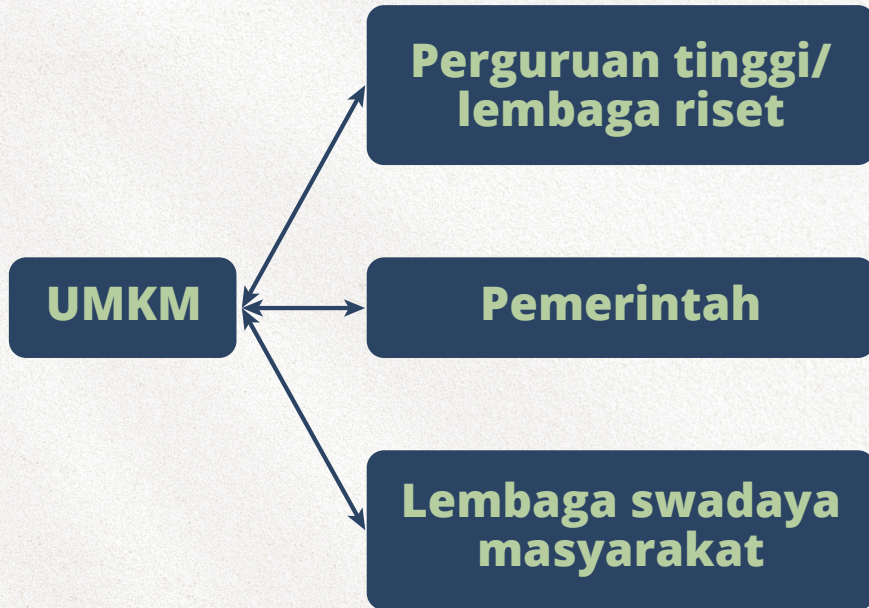 Perguruan tinggi/
lembaga riset
UMKM
Pemerintah
Lembaga swadaya
masyarakat